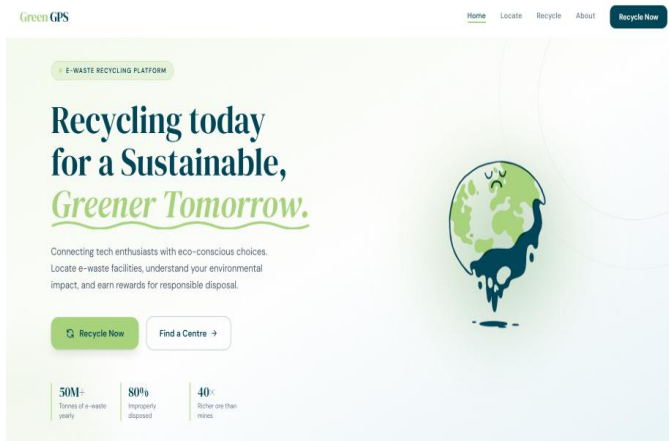 Green GPS
Home Locate Recycle About Recycle Now
E-WASTE RECYCLING PLATFORM
Recycling today
for a Sustainable,
Greener Tomorrow.
Connecting tech enthusiasts with eco-conscious choices.
Locate e-waste facilities, understand your environmental
impact, and earn rewards for responsible disposal.
Recycle Now Find a Centre →
50M+ 80% 40×
Tonnes of e-waste Improperly Richer ore than
yearly disposed mines